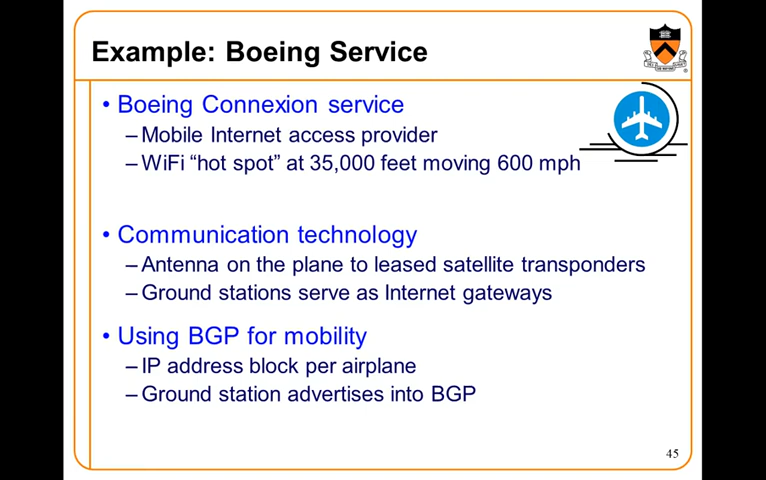 Example: Boeing Service
• Boeing Connexion service
– Mobile Internet access provider
– WiFi “hot spot” at 35,000 feet moving 600 mph
• Communication technology
– Antenna on the plane to leased satellite transponders
– Ground stations serve as Internet gateways
• Using BGP for mobility
– IP address block per airplane
– Ground station advertises into BGP
45